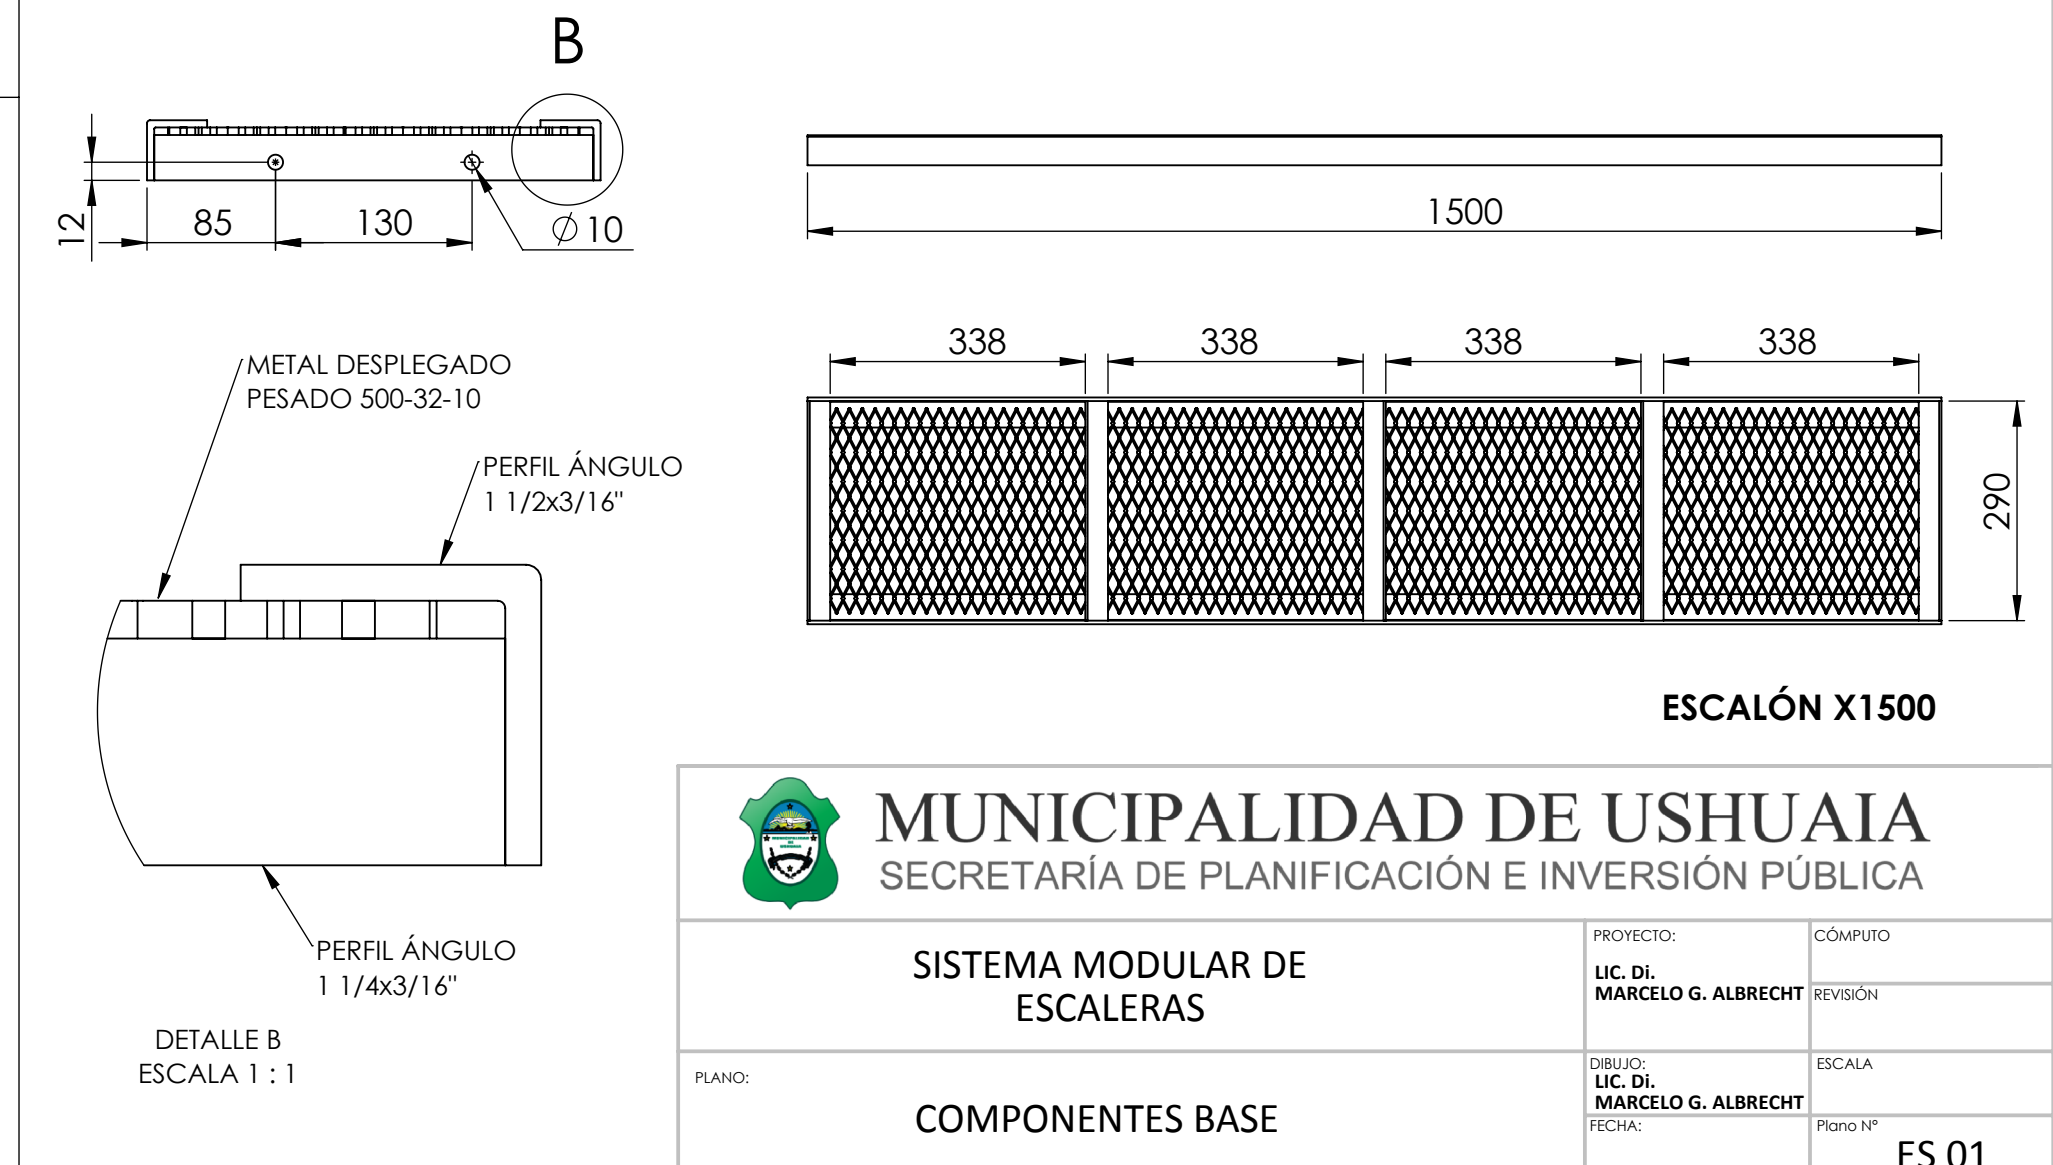 B
12
85
130
Ø 10
1500
338
338
338
338
290
METAL DESPLEGADO
PESADO 500-32-10
PERFIL ÁNGULO
1 1/2x3/16"
PERFIL ÁNGULO
1 1/4x3/16"
DETALLE B
ESCALA 1 : 1
ESCALÓN X1500
MUNICIPALIDAD DE USHUAIA
SECRETARÍA DE PLANIFICACIÓN E INVERSIÓN PÚBLICA
SISTEMA MODULAR DE
ESCALERAS
PROYECTO:
LIC. Di.
MARCELO G. ALBRECHT
CÓMPUTO
REVISIÓN
PLANO:
COMPONENTES BASE
DIBUJO:
LIC. Di.
MARCELO G. ALBRECHT
ESCALA
FECHA:
Plano Nº
ES 01